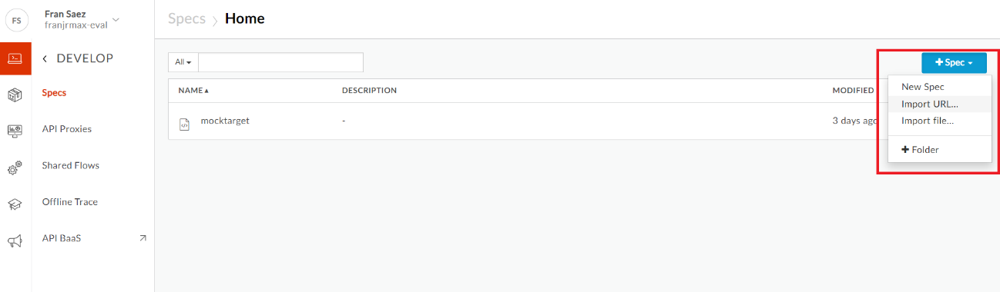 FS
Fran Saez
franjrmax-eval
Specs > Home
DEVELOP
Specs
API Proxies
Shared Flows
Offline Trace
API BaaS
All
+ Spec
NAME DESCRIPTION MODIFIED
mocktarget - 3 days ago
New Spec
Import URL...
Import file...
+ Folder